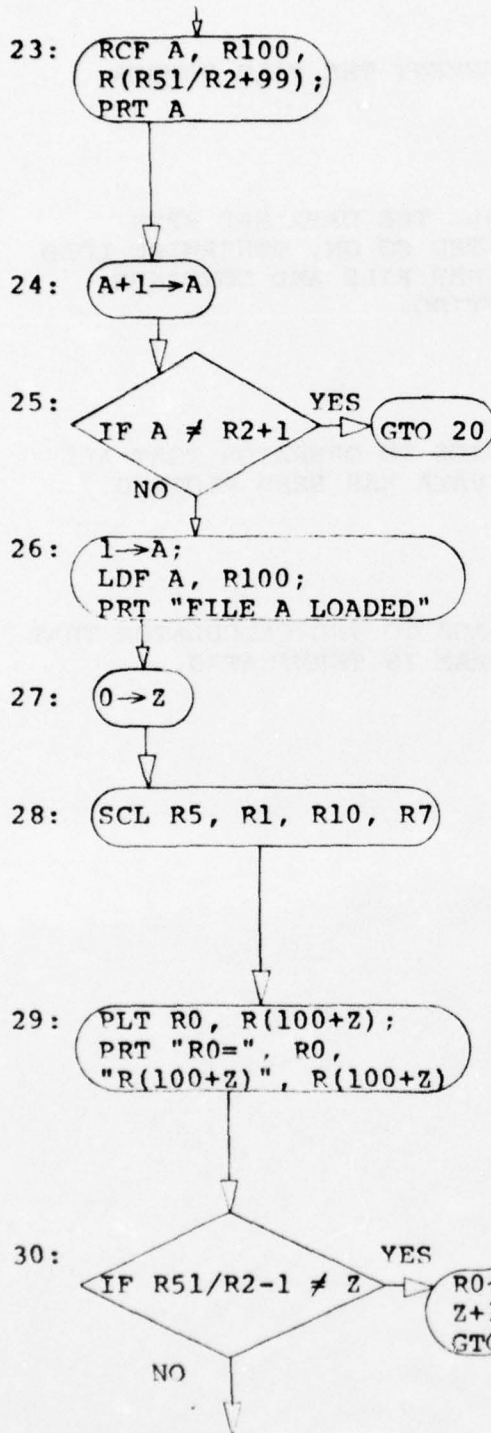 23: RCF A, R100,
R(R51/R2+99);
PRT A
24: A+1→A
25: IF A ≠ R2+1 YES GTO 20
NO
26: 1→A;
LDF A, R100;
PRT "FILE A LOADED"
27: 0→Z
28: SCL R5, R1, R10, R7
29: PLT R0, R(100+Z);
PRT "R0=", R0,
"R(100+Z)", R(100+Z)
30: IF R51/R2-1 ≠ Z YES
NO